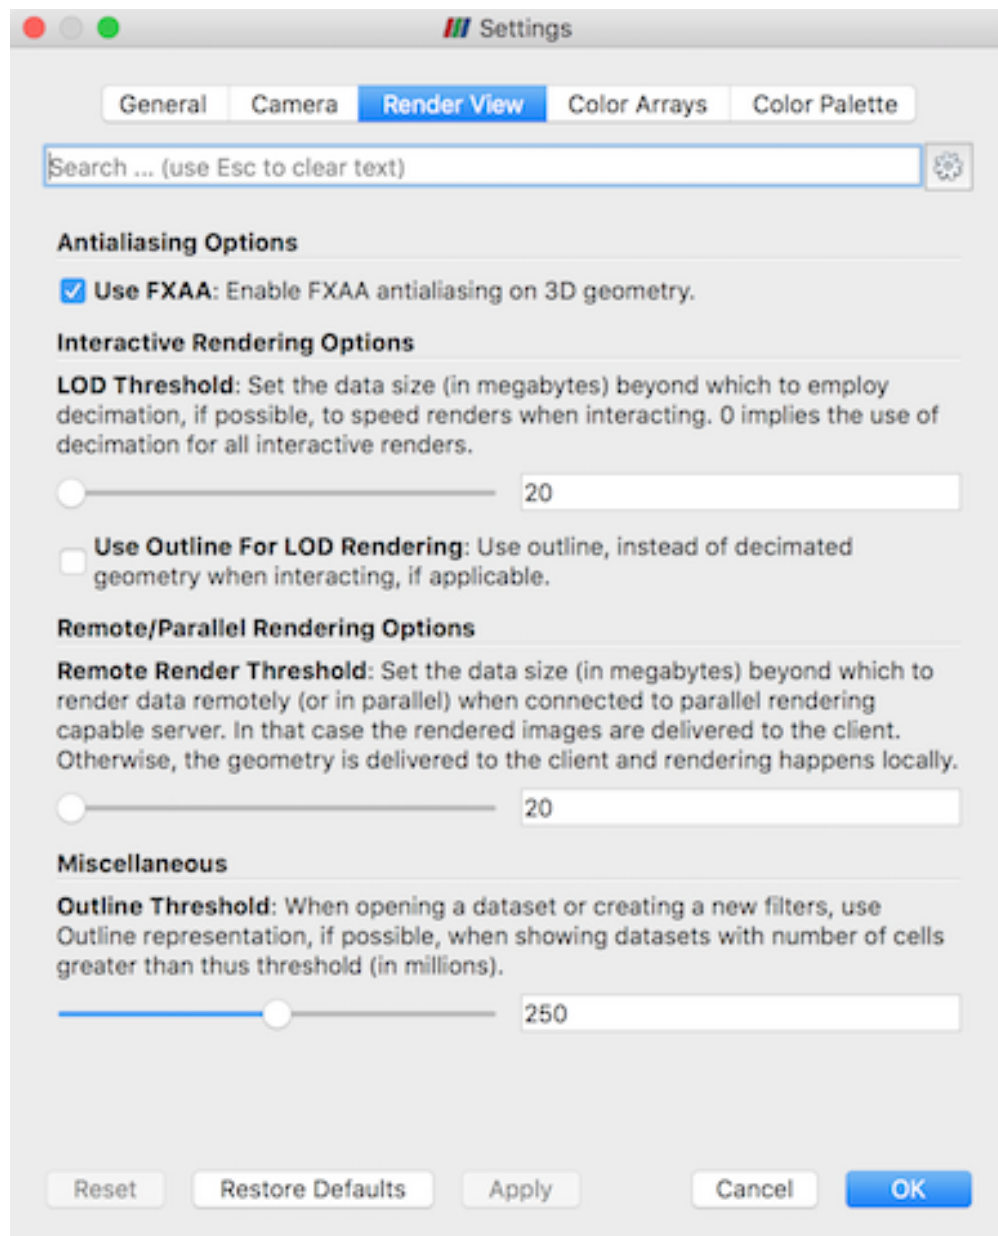 Settings
General Camera Render View Color Arrays Color Palette
Search ... (use Esc to clear text)
Antialiasing Options
Use FXAA: Enable FXAA antialiasing on 3D geometry.
Interactive Rendering Options
LOD Threshold: Set the data size (in megabytes) beyond which to employ
decimation, if possible, to speed renders when interacting. 0 implies the use of
decimation for all interactive renders.
20
Use Outline For LOD Rendering: Use outline, instead of decimated
geometry when interacting, if applicable.
Remote/Parallel Rendering Options
Remote Render Threshold: Set the data size (in megabytes) beyond which to
render data remotely (or in parallel) when connected to parallel rendering
capable server. In that case the rendered images are delivered to the client.
Otherwise, the geometry is delivered to the client and rendering happens locally.
20
Miscellaneous
Outline Threshold: When opening a dataset or creating a new filters, use
Outline representation, if possible, when showing datasets with number of cells
greater than thus threshold (in millions).
250
Reset Restore Defaults Apply Cancel OK